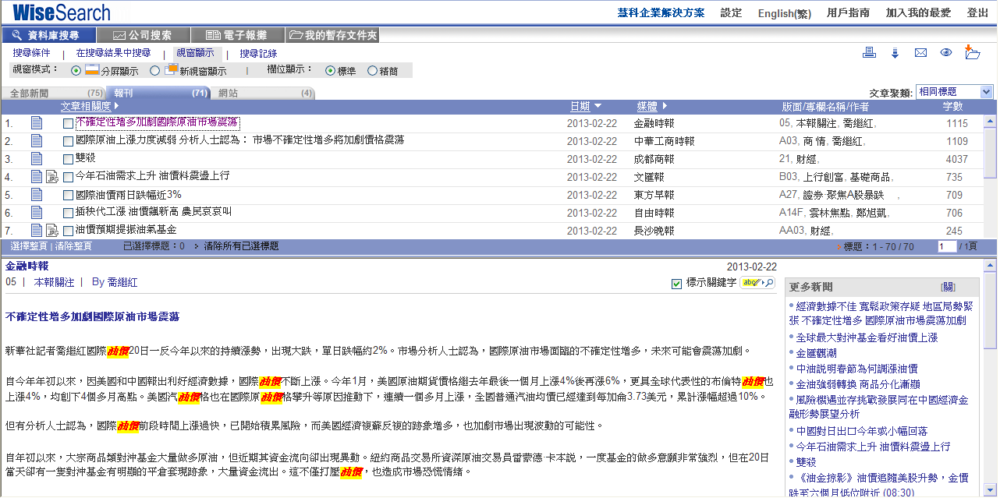 WiseSearch
慧科企業解決方案 設定 English(繁) 用戶指南 加入我的最愛 登出
資料庫搜尋 公司搜索 電子報攤 我的暫存文件夾
搜尋條件 | 在搜尋結果中搜尋 | 視窗顯示 | 搜尋記錄
視窗模式： 分屏顯示 新視窗顯示 | 欄位顯示： 標準 精簡
全部新聞 (75) 報刊 (71) 網站 (4) 文章聚類: 相同標題
文章相關度 日期 媒體 版面/專欄名稱/作者 字數
1. 不確定性增多加劇國際原油市場震蕩 2013-02-22 金融時報 05, 本報關注, 喬繼紅, 1115
2. 國際原油上漲力度減弱 分析人士認為： 市場不確定性增多將加劇價格震蕩 2013-02-22 中華工商時報 A03, 商 情, 喬繼紅, 1109
3. 雙殺 2013-02-22 成都商報 21, 財經, 4037
4. JPG 今年石油需求上升 油價料震盪上行 2013-02-22 文匯報 B03, 上行創富, 基礎商品, 735
5. 國際油價兩日跌幅近3% 2013-02-22 東方早報 A27, 證券·聚焦A股暴跌 , 709
6. 插秧代工漲 油價飆新高 農民哀哀叫 2013-02-22 自由時報 A14F, 雲林焦點, 鄭旭凱, 706
7. JPG 油價預期提振油氣基金 2013-02-22 長沙晚報 AA03, 財經, 245
選擇整頁 | 清除整頁 已選擇標題：0 › 清除所有已選標題 › 標題：1 - 70 / 70 1 / 1頁
金融時報 2013-02-22
05 | 本報關注 | By 喬繼紅 標示關鍵字 abc
不確定性增多加劇國際原油市場震蕩
新華社記者喬繼紅國際油價20日一反今年以來的持續漲勢，出現大跌，單日跌幅約2%。市場分析人士認為，國際原油市場面臨的不確定性增多，未來可能會震蕩加劇。
自今年年初以來，因美國和中國報出利好經濟數據，國際油價不斷上漲。今年1月，美國原油期貨價格繼去年最後一個月上漲4%後再漲6%，更具全球代表性的布倫特油價也
上漲4%，均創下4個多月高點。美國汽油價格也在國際原油價格攀升等原因推動下，連續一個多月上漲，全國普通汽油均價已經達到每加侖3.73美元，累計漲幅超過10%。
但有分析人士認為，國際油價前段時間上漲過快，已開始積累風險，而美國經濟複蘇反複的跡象增多，也加劇市場出現波動的可能性。
自年初以來，大宗商品類對沖基金大量做多原油，但近期其資金流向卻出現異動。紐約商品交易所資深原油交易員雷蒙德·卡本説，一度基金的做多意願非常強烈，但在20日
當天卻有一隻對沖基金有明顯的平倉套現跡象，大量資金流出。這不僅打壓油價，也造成市場恐慌情緒。
更多新聞 [關]
經濟數據不佳 寬鬆政策存疑 地區局勢緊
張 不確定性增多 國際原油市場震蕩加劇
全球最大對沖基金看好油價上漲
金匯觀潮
中油説明春節為何調漲油價
金油強弱轉換 商品分化漸顯
風險機遇並存挑戰發展同在中國經濟金
融形勢展望分析
中國對日出口今年或小幅回落
今年石油需求上升 油價料震盪上行
雙殺
《油金掠影》油價追隨美股升勢，金價
跌至六個月低位附近 (08:30)